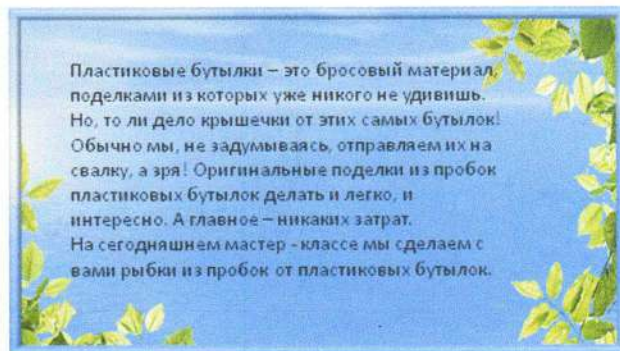 Пластиковые бутылки – это бросовый материал,
поделками из которых уже никого не удивишь.
Но, то ли дело крышечки от этих самых бутылок!
Обычно мы, не задумываясь, отправляем их на
свалку, а зря! Оригинальные поделки из пробок
пластиковых бутылок делать и легко, и
интересно. А главное – никаких затрат.
На сегодняшнем мастер - классе мы сделаем с
вами рыбки из пробок от пластиковых бутылок.